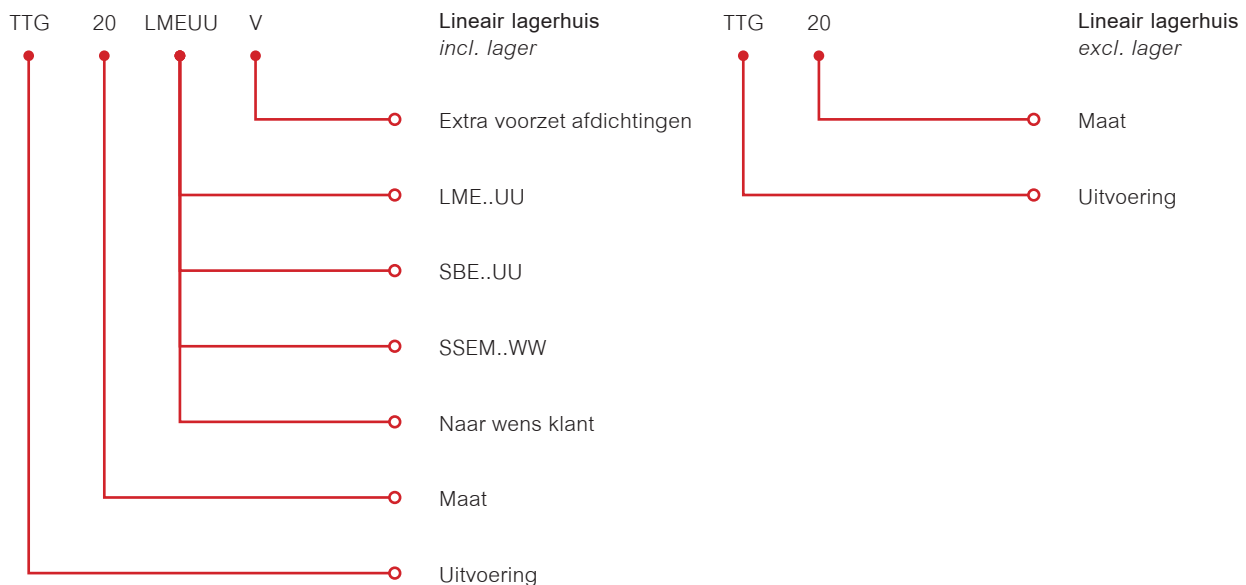 TTG 20 LMEUU V
Lineair lagerhuis
incl. lager
Extra voorzet afdichtingen
LME..UU
SBE..UU
SSEM..WW
Naar wens klant
Maat
Uitvoering
TTG 20
Lineair lagerhuis
excl. lager
Maat
Uitvoering